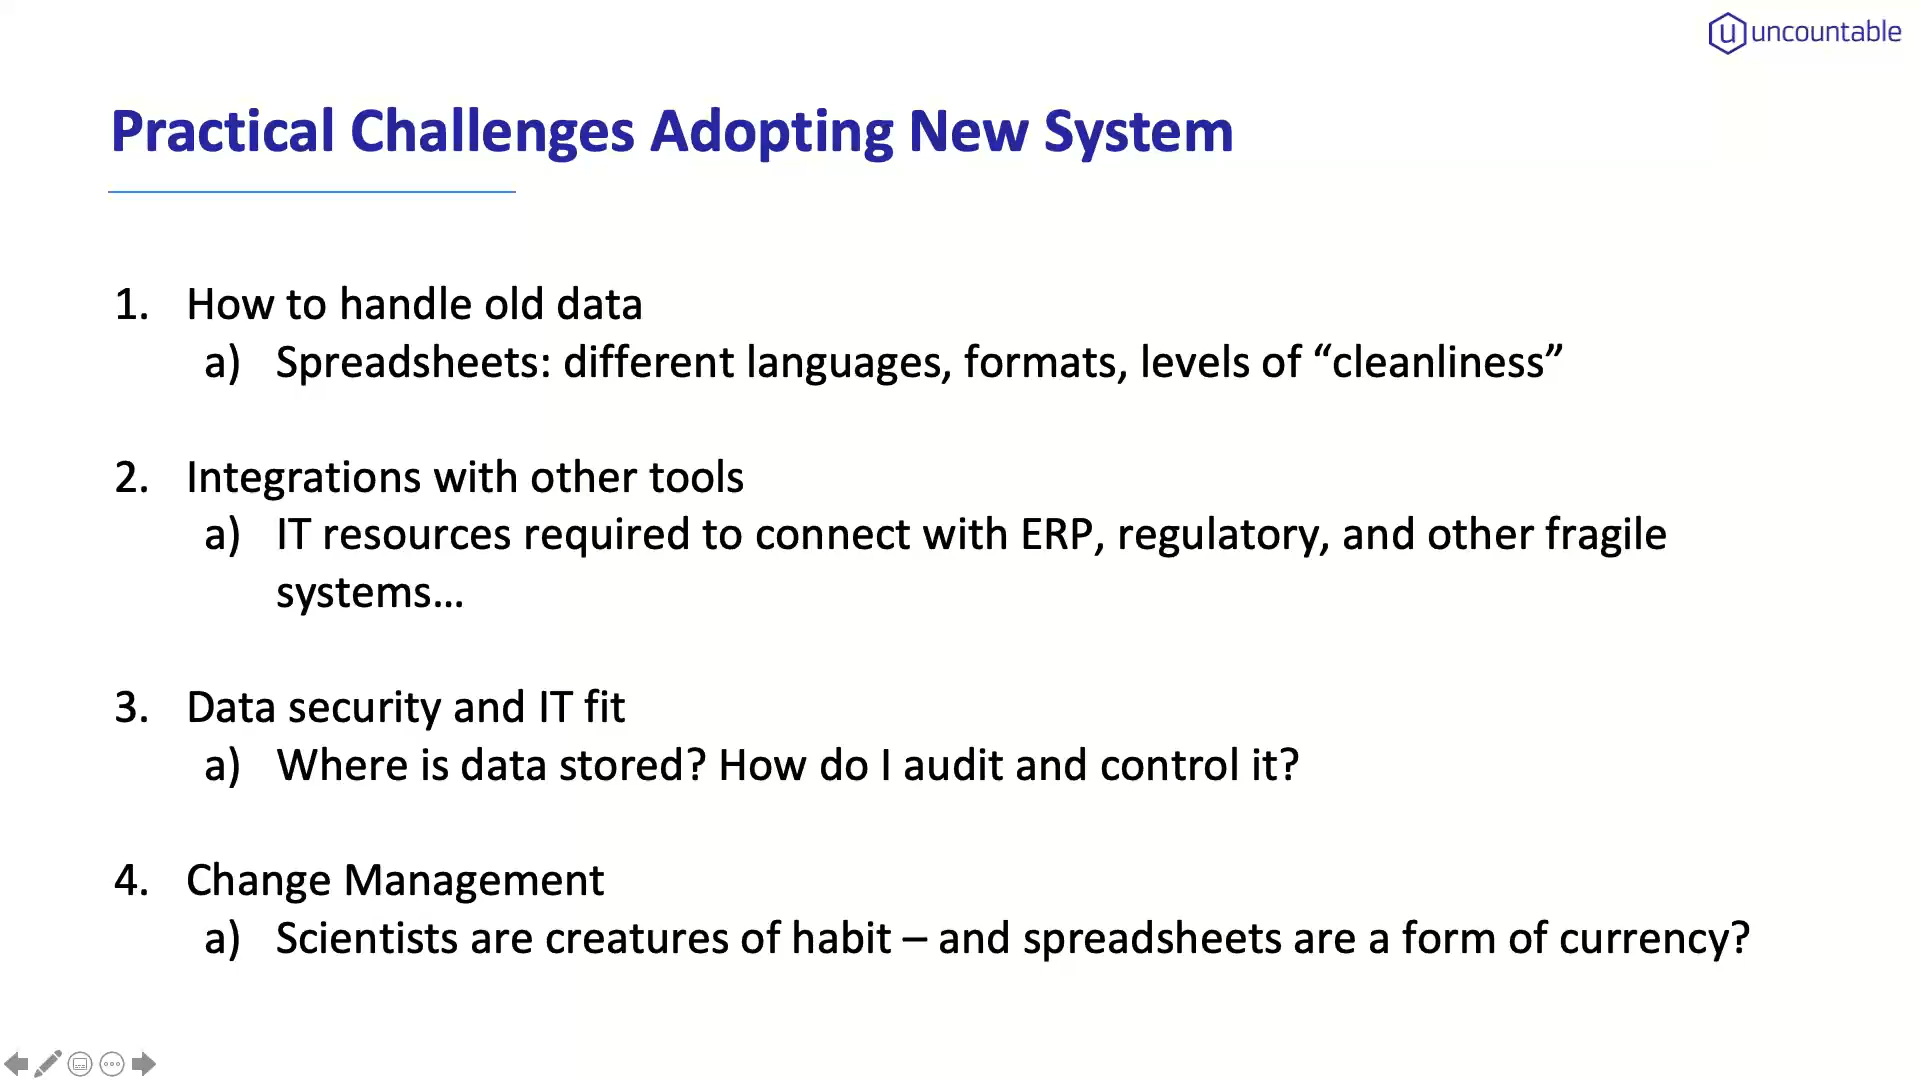 uncountable
Practical Challenges Adopting New System
1. How to handle old data
a) Spreadsheets: different languages, formats, levels of “cleanliness”
2. Integrations with other tools
a) IT resources required to connect with ERP, regulatory, and other fragile
systems…
3. Data security and IT fit
a) Where is data stored? How do I audit and control it?
4. Change Management
a) Scientists are creatures of habit – and spreadsheets are a form of currency?